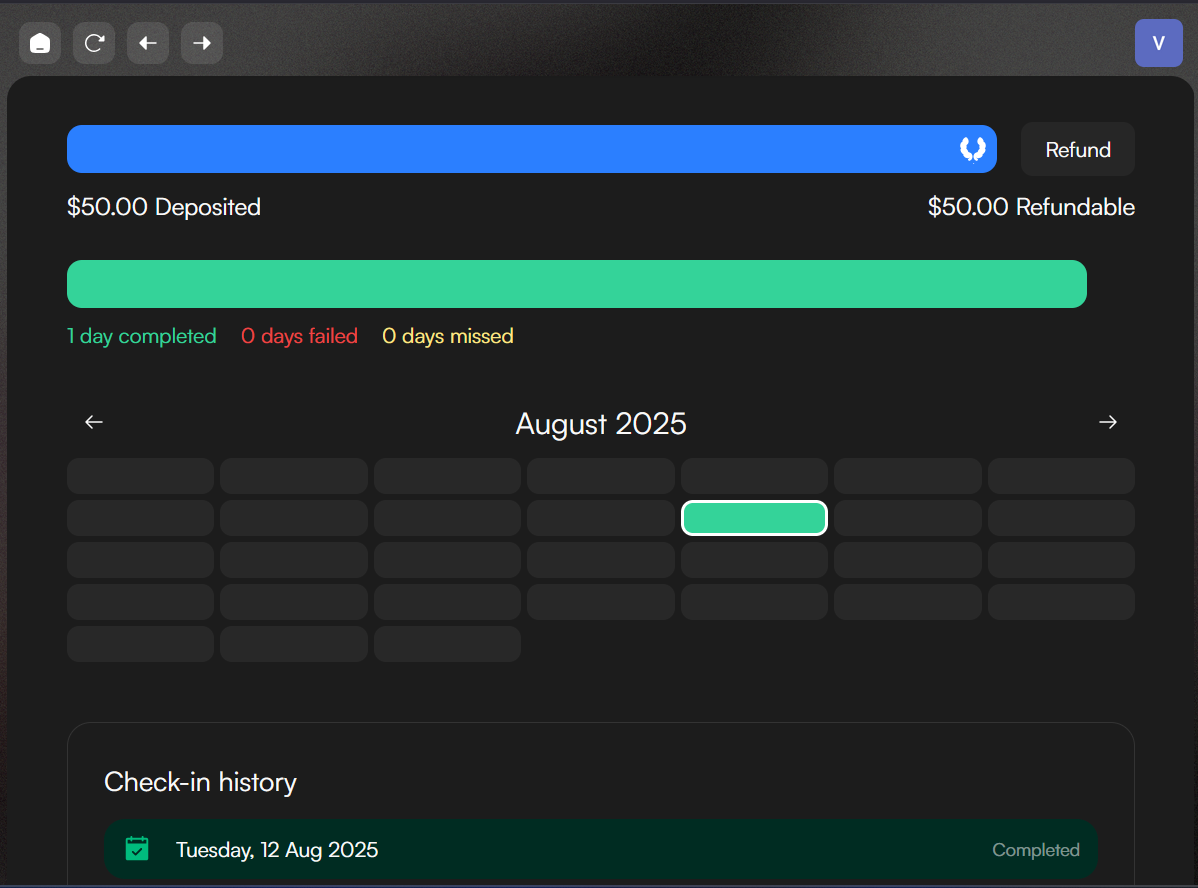 V
Refund
$50.00 Deposited
$50.00 Refundable
1 day completed 0 days failed 0 days missed
August 2025
Check-in history
Tuesday, 12 Aug 2025
Completed